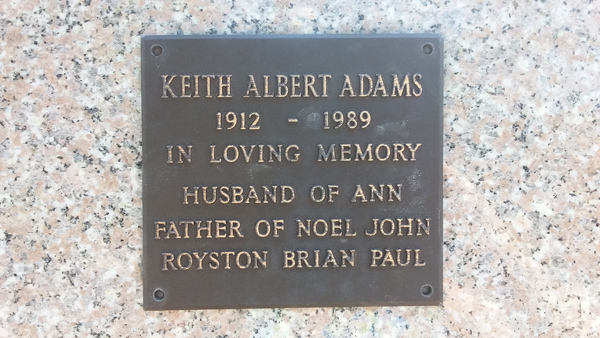 KEITH ALBERT ADAMS
1912 - 1989
IN LOVING MEMORY
HUSBAND OF ANN
FATHER OF NOEL JOHN
ROYSTON BRIAN PAUL